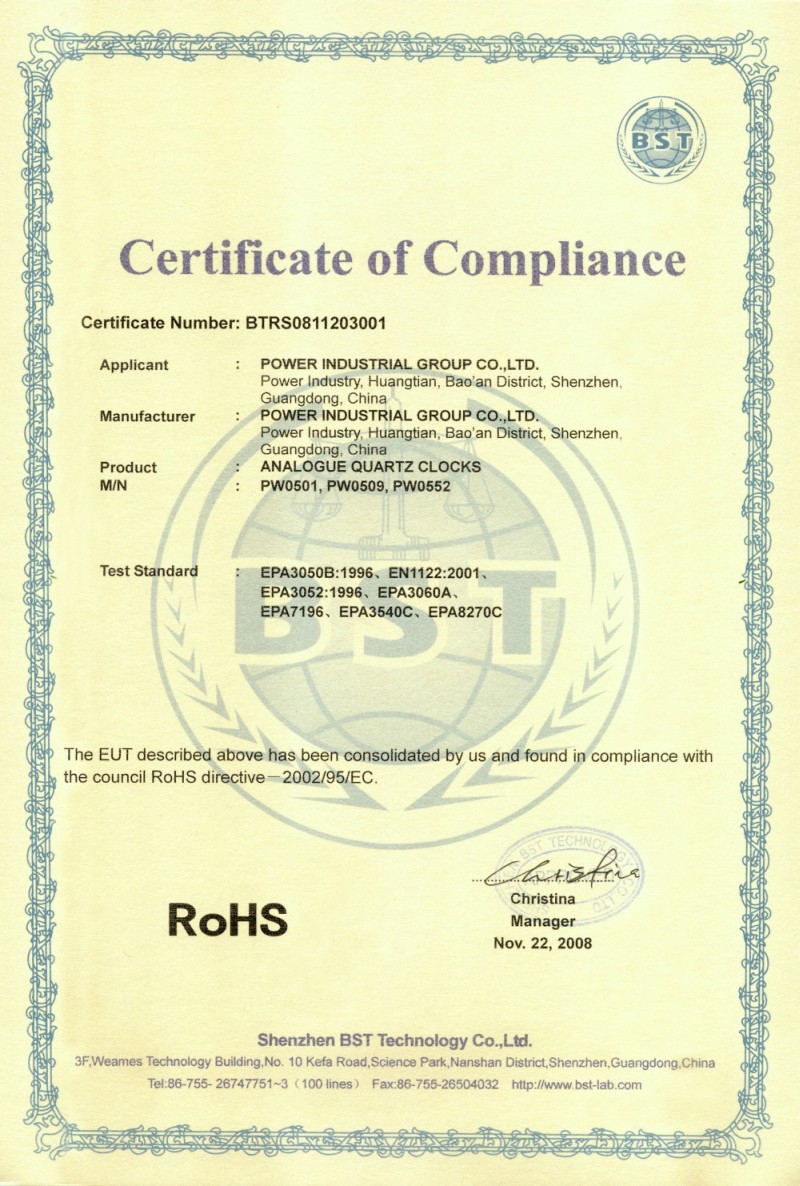 BST
Certificate of Compliance
Certificate Number: BTRS0811203001
Applicant : POWER INDUSTRIAL GROUP CO.,LTD.
Power Industry, Huangtian, Bao'an District, Shenzhen,
Guangdong, China
Manufacturer : POWER INDUSTRIAL GROUP CO.,LTD.
Power Industry, Huangtian, Bao'an District, Shenzhen,
Guangdong, China
Product : ANALOGUE QUARTZ CLOCKS
M/N : PW0501, PW0509, PW0552
Test Standard : EPA3050B:1996、EN1122:2001、
EPA3052:1996、EPA3060A、
EPA7196、EPA3540C、EPA8270C
BST
The EUT described above has been consolidated by us and found in compliance with
the council RoHS directive—2002/95/EC.
BST TECHNOLOGY CO LTD
Christina
Christina
Manager
Nov. 22, 2008
RoHS
Shenzhen BST Technology Co.,Ltd.
3F,Weames Technology Building,No. 10 Kefa Road,Science Park,Nanshan District,Shenzhen,Guangdong,China
Tel:86-755- 26747751~3（100 lines） Fax:86-755-26504032 http://www.bst-lab.com